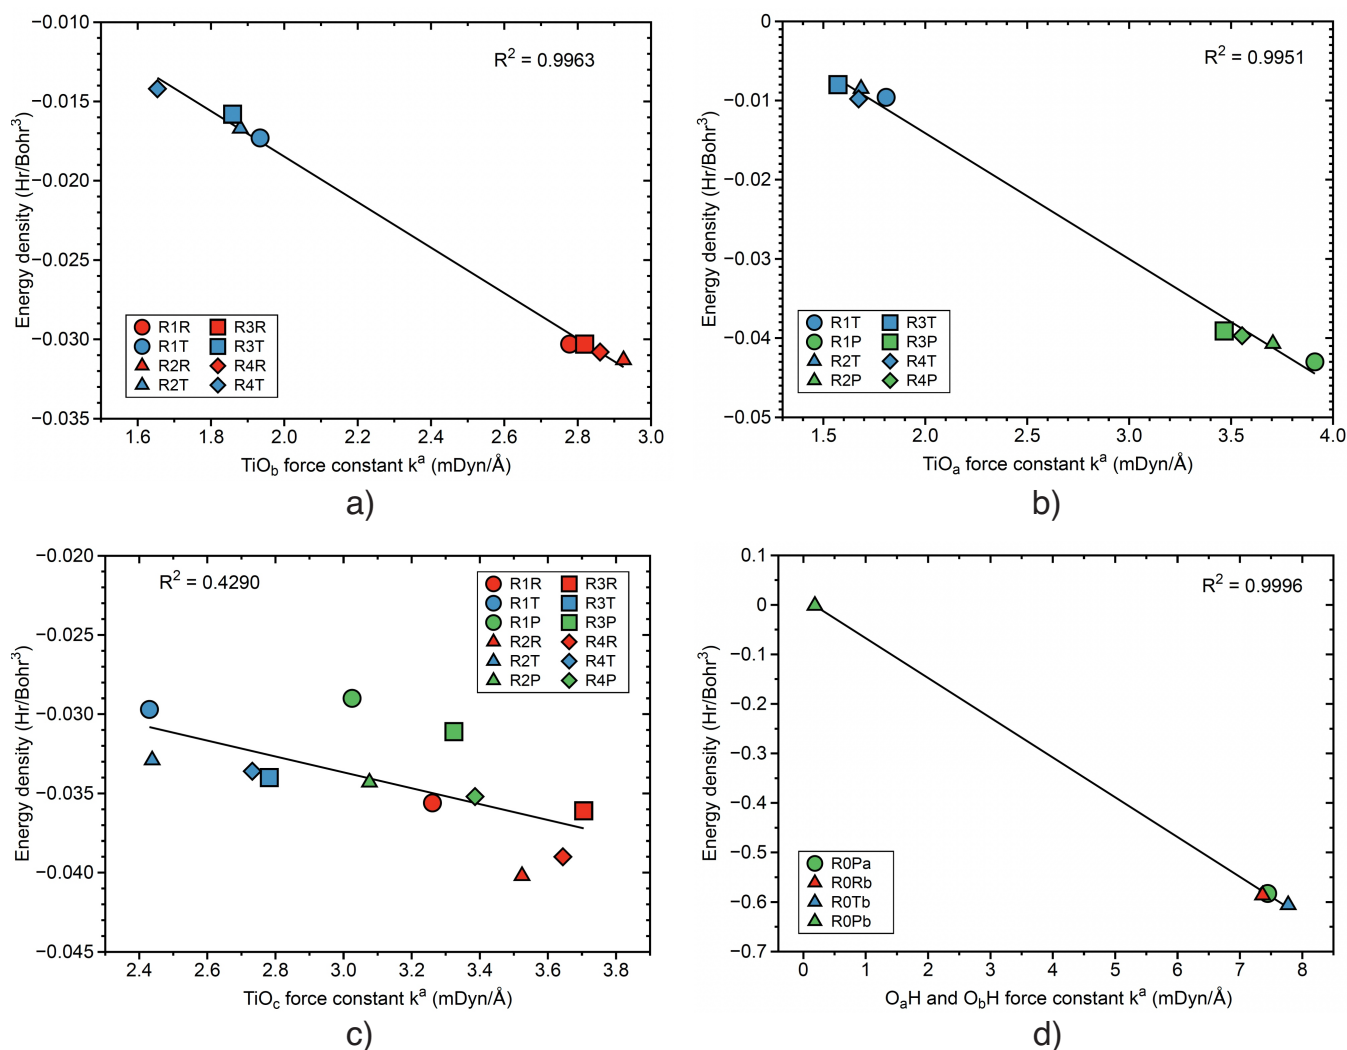 −0.010
−0.015
−0.020
−0.025
−0.030
−0.035
Energy density (Hr/Bohr³)
R² = 0.9963
R1R R3R
R1T R3T
R2R R4R
R2T R4T
1.6 1.8 2.0 2.2 2.4 2.6 2.8 3.0
TiO_b force constant k^a (mDyn/Å)
a)
0
−0.01
−0.02
−0.03
−0.04
−0.05
Energy density (Hr/Bohr³)
R² = 0.9951
R1T R3T
R1P R3P
R2T R4T
R2P R4P
1.5 2.0 2.5 3.0 3.5 4.0
TiO_a force constant k^a (mDyn/Å)
b)
−0.020
−0.025
−0.030
−0.035
−0.040
−0.045
Energy density (Hr/Bohr³)
R² = 0.4290
R1R R3R
R1T R3T
R1P R3P
R2R R4R
R2T R4T
R2P R4P
2.4 2.6 2.8 3.0 3.2 3.4 3.6 3.8
TiO_c force constant k^a (mDyn/Å)
c)
0.1
0
−0.1
−0.2
−0.3
−0.4
−0.5
−0.6
−0.7
Energy density (Hr/Bohr³)
R² = 0.9996
R0Pa
R0Rb
R0Tb
R0Pb
0 1 2 3 4 5 6 7 8
O_aH and O_bH force constant k^a (mDyn/Å)
d)